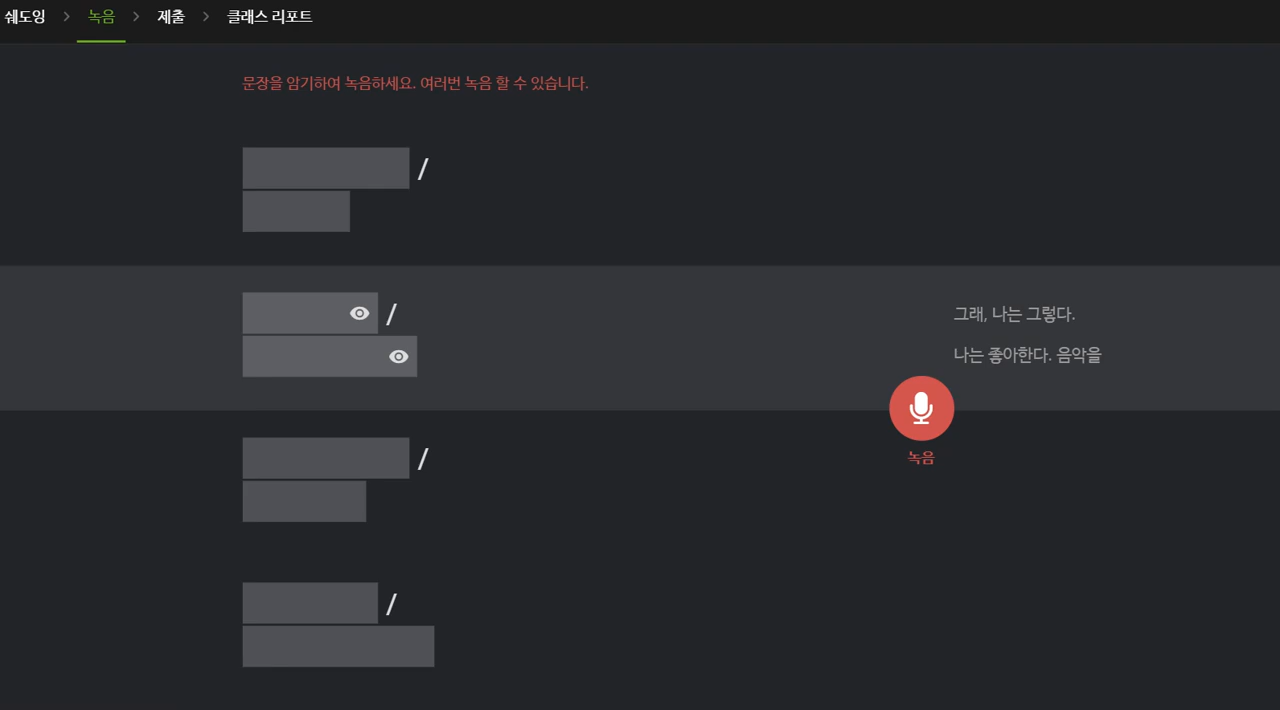 쉐도잉 > 녹음 > 제출 > 클래스 리포트
문장을 암기하여 녹음하세요. 여러번 녹음 할 수 있습니다.
/
/
그래, 나는 그렇다.
나는 좋아한다. 음악을
녹음
/
/